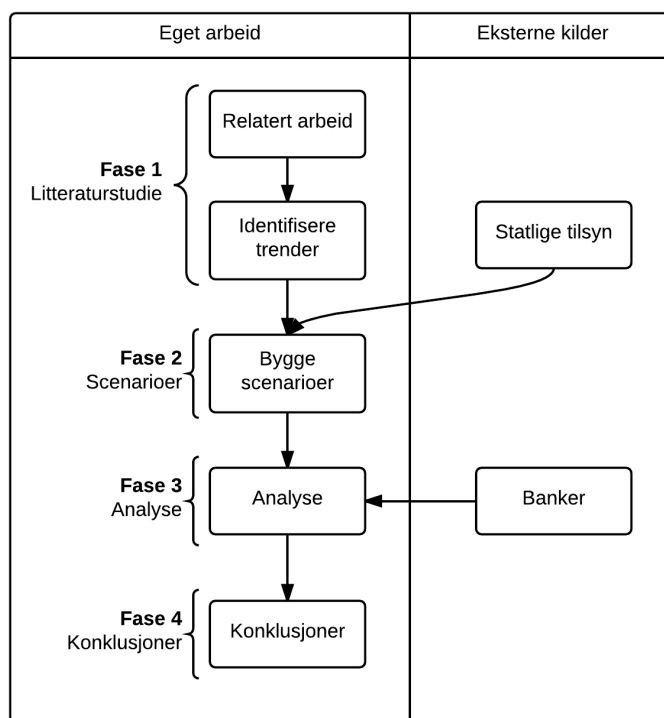 Eget arbeid
Eksterne kilder
Relatert arbeid
Fase 1
Litteraturstudie
Identifisere
trender
Statlige tilsyn
Fase 2
Scenarioer
Bygge
scenarioer
Fase 3
Analyse
Analyse
Banker
Fase 4
Konklusjoner
Konklusjoner